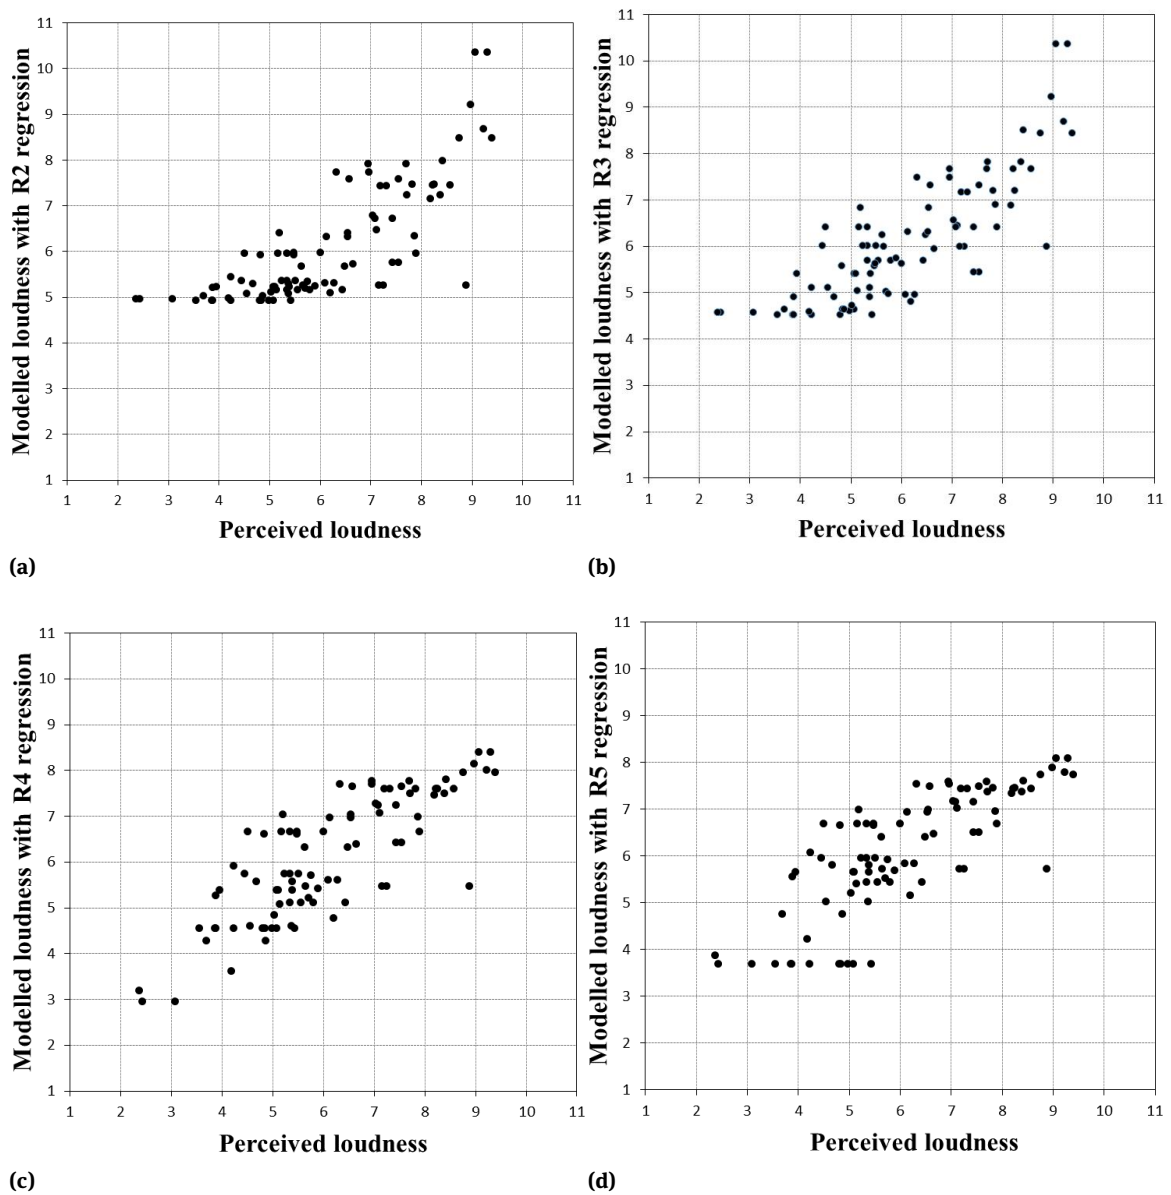 Modelled loudness with R2 regression
11
10
9
8
7
6
5
4
3
2
1
1 2 3 4 5 6 7 8 9 10 11
Perceived loudness
(a)
Modelled loudness with R3 regression
11
10
9
8
7
6
5
4
3
2
1
1 2 3 4 5 6 7 8 9 10 11
Perceived loudness
(b)
Modelled loudness with R4 regression
11
10
9
8
7
6
5
4
3
2
1
1 2 3 4 5 6 7 8 9 10 11
Perceived loudness
(c)
Modelled loudness with R5 regression
11
10
9
8
7
6
5
4
3
2
1
1 2 3 4 5 6 7 8 9 10 11
Perceived loudness
(d)